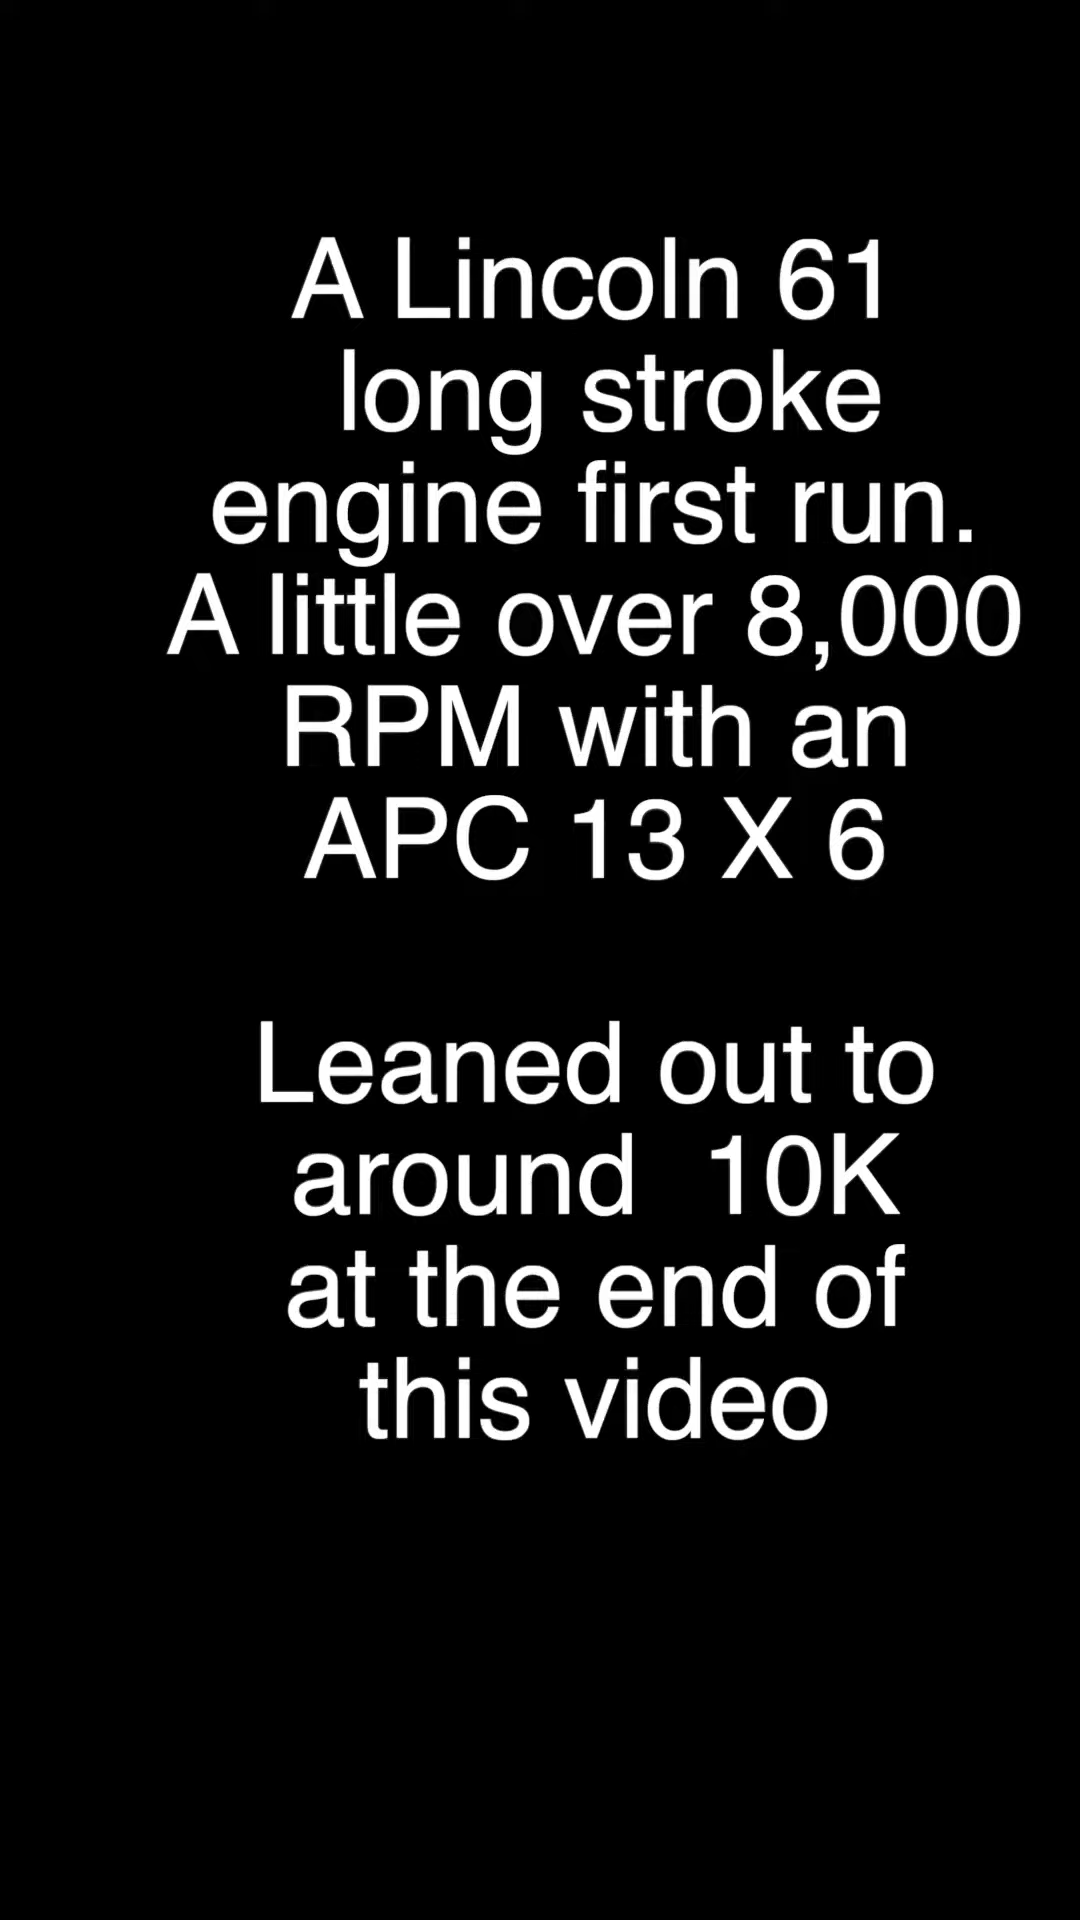 A Lincoln 61
long stroke
engine first run.
A little over 8,000
RPM with an
APC 13 X 6
Leaned out to
around  10K
at the end of
this video